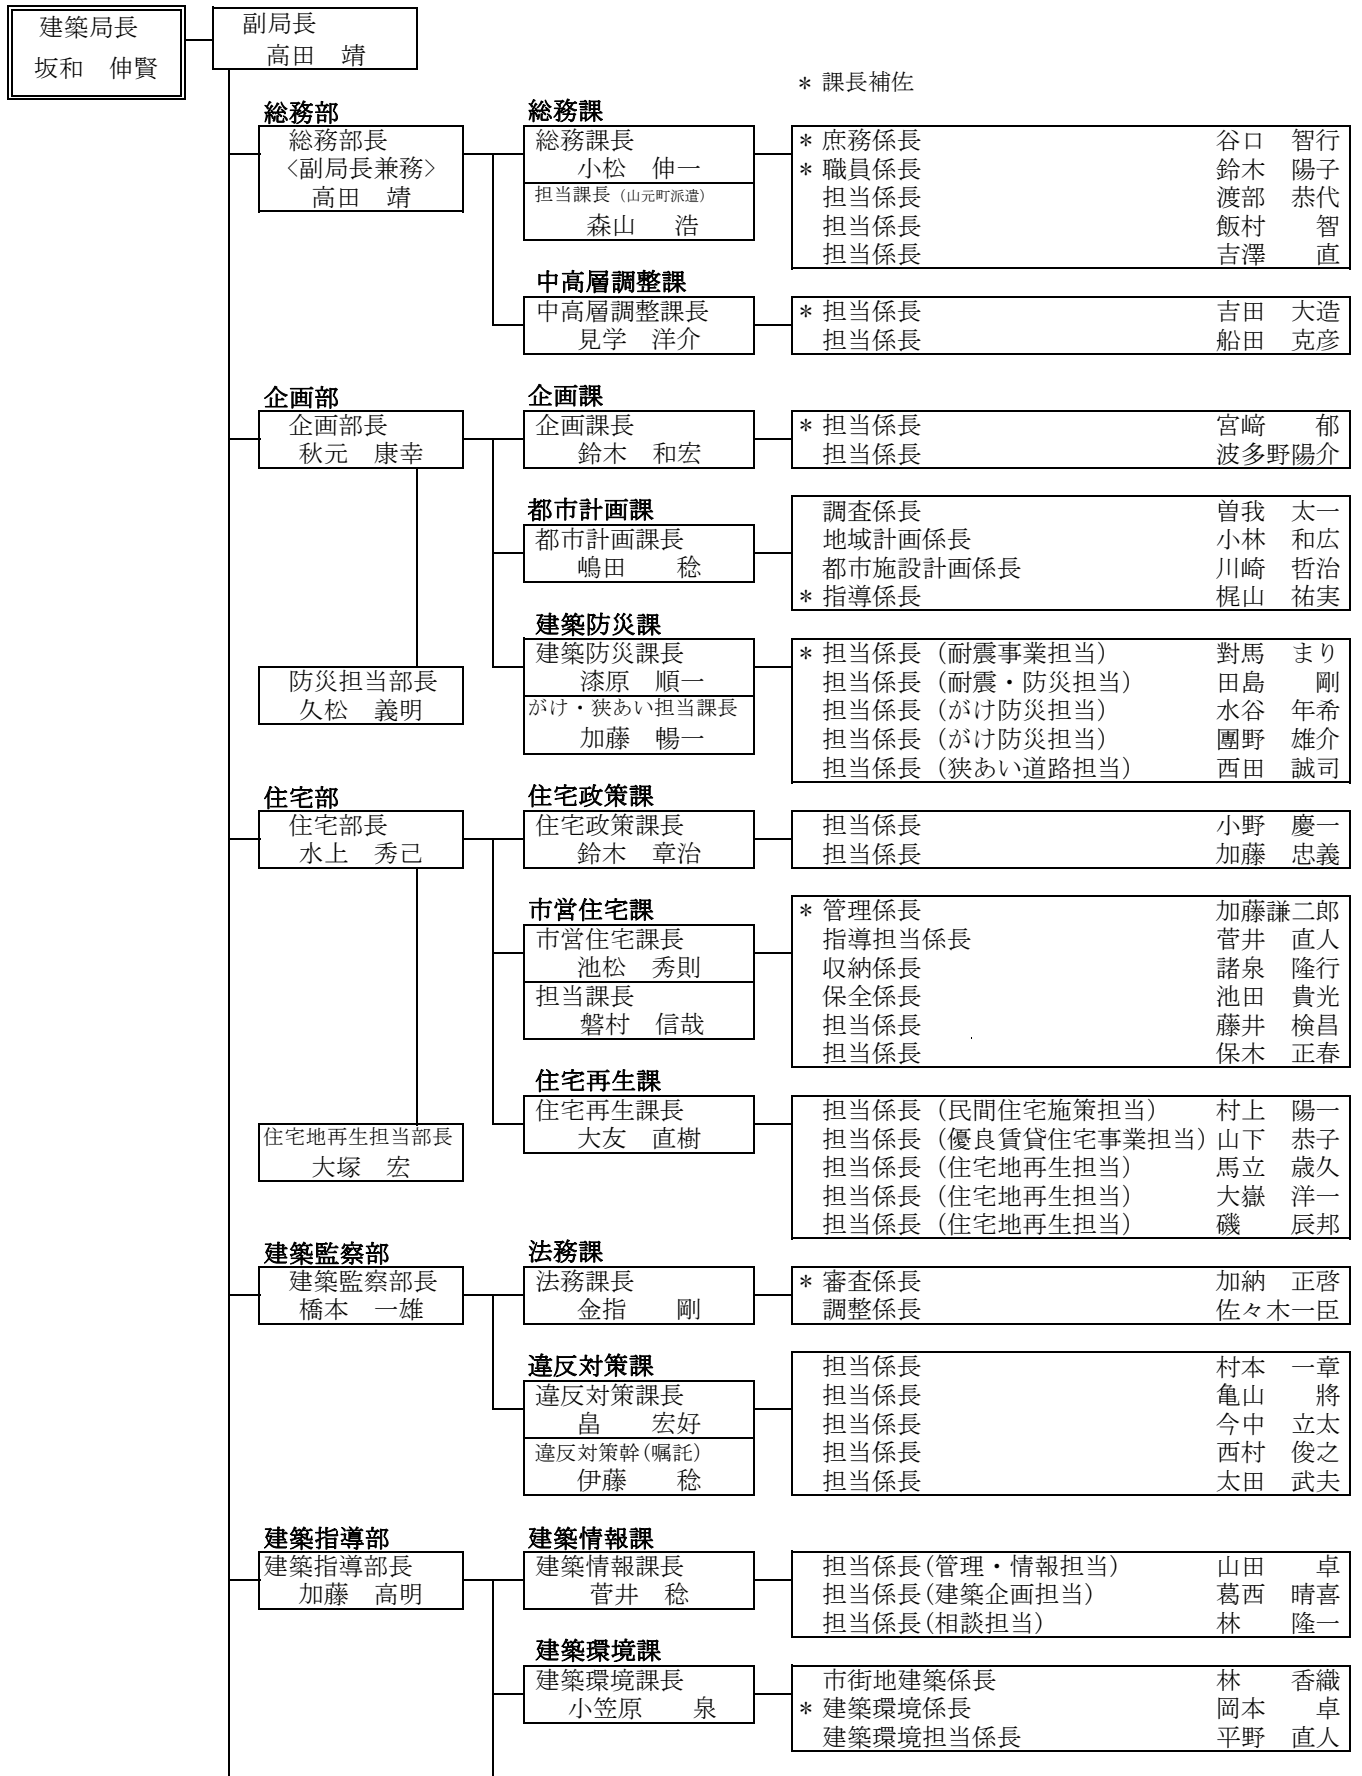 建築局長
坂和　伸賢
副局長
高田　靖
＊ 課長補佐
総務部
総務部長
<副局長兼務>
高田　靖
総務課
総務課長
小松　伸一
担当課長（山元町派遣）
森山　浩
＊ 庶務係長　谷口　智行
＊ 職員係長　鈴木　陽子
担当係長　渡部　恭代
担当係長　飯村　智
担当係長　吉澤　直
中高層調整課
中高層調整課長
見学　洋介
＊ 担当係長　吉田　大造
担当係長　船田　克彦
企画部
企画部長
秋元　康幸
企画課
企画課長
鈴木　和宏
＊ 担当係長　宮﨑　郁
担当係長　波多野陽介
都市計画課
都市計画課長
嶋田　稔
調査係長　曽我　太一
地域計画係長　小林　和広
都市施設計画係長　川崎　哲治
＊ 指導係長　梶山　祐実
防災担当部長
久松　義明
建築防災課
建築防災課長
漆原　順一
がけ・狭あい担当課長
加藤　暢一
＊ 担当係長（耐震事業担当）　對馬　まり
担当係長（耐震・防災担当）　田島　剛
担当係長（がけ防災担当）　水谷　年希
担当係長（がけ防災担当）　團野　雄介
担当係長（狭あい道路担当）　西田　誠司
住宅部
住宅部長
水上　秀己
住宅政策課
住宅政策課長
鈴木　章治
担当係長　小野　慶一
担当係長　加藤　忠義
市営住宅課
市営住宅課長
池松　秀則
担当課長
磐村　信哉
＊ 管理係長　加藤謙二郎
指導担当係長　菅井　直人
収納係長　諸泉　隆行
保全係長　池田　貴光
担当係長　藤井　検昌
担当係長　保木　正春
住宅地再生担当部長
大塚　宏
住宅再生課
住宅再生課長
大友　直樹
担当係長（民間住宅施策担当）　村上　陽一
担当係長（優良賃貸住宅事業担当）山下　恭子
担当係長（住宅地再生担当）　馬立　歳久
担当係長（住宅地再生担当）　大嶽　洋一
担当係長（住宅地再生担当）　磯　辰邦
建築監察部
建築監察部長
橋本　一雄
法務課
法務課長
金指　剛
＊ 審査係長　加納　正啓
調整係長　佐々木一臣
違反対策課
違反対策課長
畠　宏好
違反対策幹(嘱託)
伊藤　稔
担当係長　村本　一章
担当係長　亀山　將
担当係長　今中　立太
担当係長　西村　俊之
担当係長　太田　武夫
建築指導部
建築指導部長
加藤　高明
建築情報課
建築情報課長
菅井　稔
担当係長(管理・情報担当)　山田　卓
担当係長(建築企画担当)　葛西　晴喜
担当係長(相談担当)　林　隆一
建築環境課
建築環境課長
小笠原　泉
市街地建築係長　林　香織
＊ 建築環境係長　岡本　卓
建築環境担当係長　平野　直人